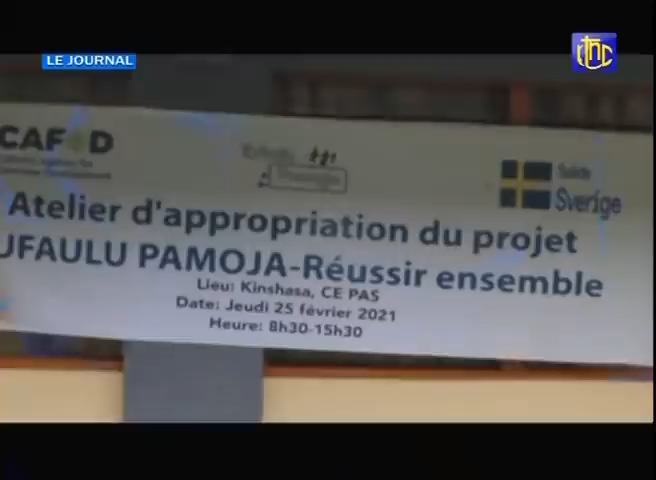 LE JOURNAL
CAFOD
Suède
Sverige
Atelier d'appropriation du projet
UFAULU PAMOJA-Réussir ensemble
Lieu: Kinshasa, CE PAS
Date: Jeudi 25 février 2021
Heure: 8h30-15h30